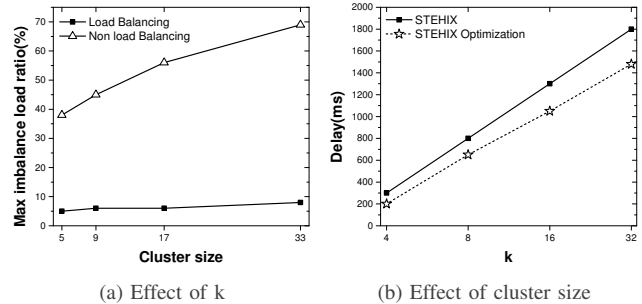 Load Balancing
Non load Balancing
Max imbalance load ratio(%)
70
60
50
40
30
20
10
0
5
9
17
33
Cluster size
(a) Effect of k
STEHIX
STEHIX Optimization
Delay(ms)
2000
1800
1600
1400
1200
1000
800
600
400
200
0
4
8
16
32
k
(b) Effect of cluster size